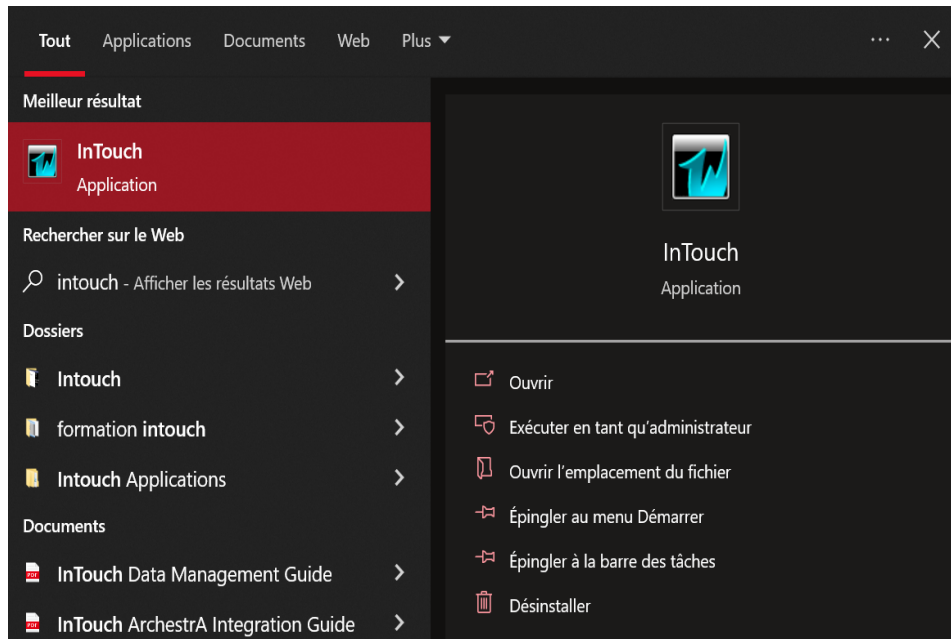 Tout Applications Documents Web Plus
Meilleur résultat
InTouch
Application
Rechercher sur le Web
intouch - Afficher les résultats Web
Dossiers
Intouch
formation intouch
Intouch Applications
Documents
InTouch Data Management Guide
InTouch ArchestrA Integration Guide
InTouch
Application
Ouvrir
Exécuter en tant qu'administrateur
Ouvrir l'emplacement du fichier
Épingler au menu Démarrer
Épingler à la barre des tâches
Désinstaller